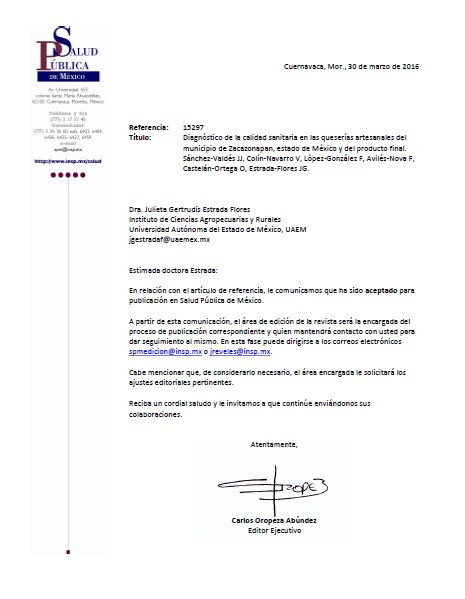 SALUD
PÚBLICA
DE MÉXICO
Av. Universidad 655
colonia Santa María Ahuacatitlán,
62100 Cuernavaca, Morelos, México
Teléfono y fax
(777) 3 17 57 45
Conmutador
(777) 3 29 30 00 exts. 6403, 6404,
e-mail
spm@insp.mx
http://www.insp.mx/salud
Cuernavaca, Mor., 30 de marzo de 2016
Referencia: 15297
Título: Diagnóstico de la calidad sanitaria en las queserías artesanales del
municipio de Zacazonapan, estado de México y del producto final.
Sánchez-Valdés JJ, Colín-Navarro V, López-González F, Avilés-Nova F,
Castelán-Ortega O, Estrada-Flores JG.
Dra. Julieta Gertrudis Estrada Flores
Instituto de Ciencias Agropecuarias y Rurales
Universidad Autónoma del Estado de México, UAEM
jgestradaf@uaemex.mx
Estimada doctora Estrada:
En relación con el artículo de referencia, le comunicamos que ha sido aceptado para
publicación en Salud Pública de México.
A partir de esta comunicación, el área de edición de la revista será la encargada del
proceso de publicación correspondiente y quien mantendrá contacto con usted para
dar seguimiento al mismo. En esta fase puede dirigirse a los correos electrónicos
spmedicion@insp.mx o jreveles@insp.mx.
Cabe mencionar que, de considerarlo necesario, el área encargada le solicitará los
ajustes editoriales pertinentes.
Reciba un cordial saludo y le invitamos a que continúe enviándonos sus
colaboraciones.
Atentamente,
Carlos Oropeza Abúndez
Editor Ejecutivo